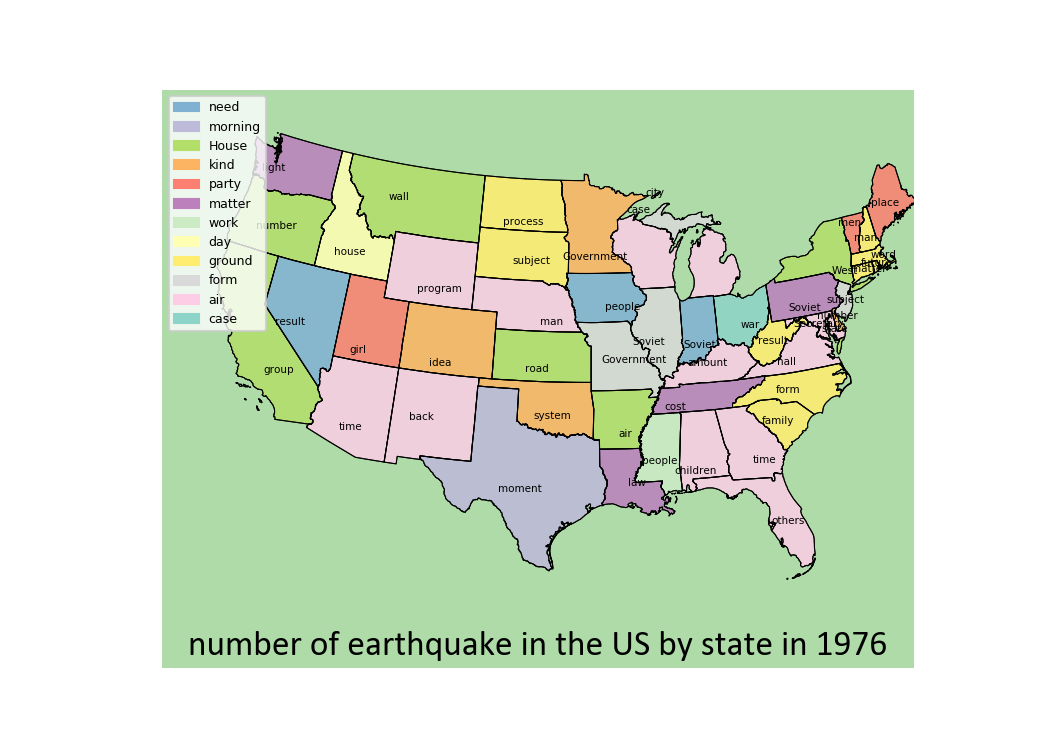 need
morning
House
kind
party
matter
work
day
ground
form
air
case
number
wall
house
program
process
subject
Government
city
case
place
men
man
word
West
subject
number
Soviet
result
group
girl
idea
man
people
Soviet
Government
Soviet
war
result
amount
hall
road
form
time
back
system
air
cost
family
moment
law
people
children
time
others
number of earthquake in the US by state in 1976